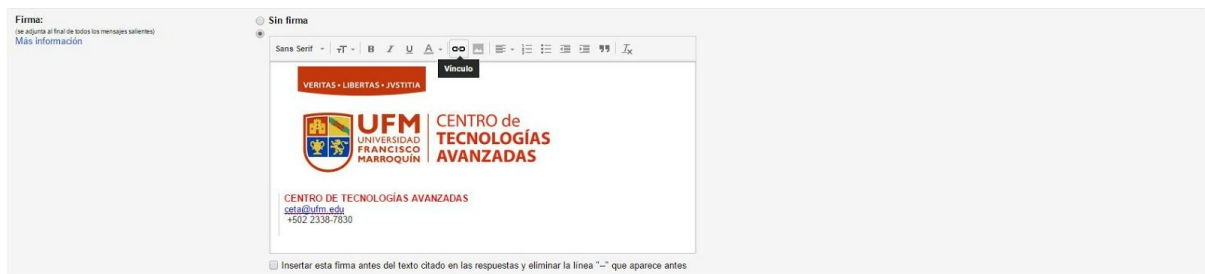 Firma:
(se adjunta al final de todos los mensajes salientes)
Más información
Sin firma
Sans Serif
Vínculo
VERITAS • LIBERTAS • JVSTITIA
UFM
UNIVERSIDAD
FRANCISCO
MARROQUÍN
CENTRO de
TECNOLOGÍAS
AVANZADAS
CENTRO DE TECNOLOGÍAS AVANZADAS
ceta@ufm.edu
+502 2338-7830
Insertar esta firma antes del texto citado en las respuestas y eliminar la línea "--" que aparece antes